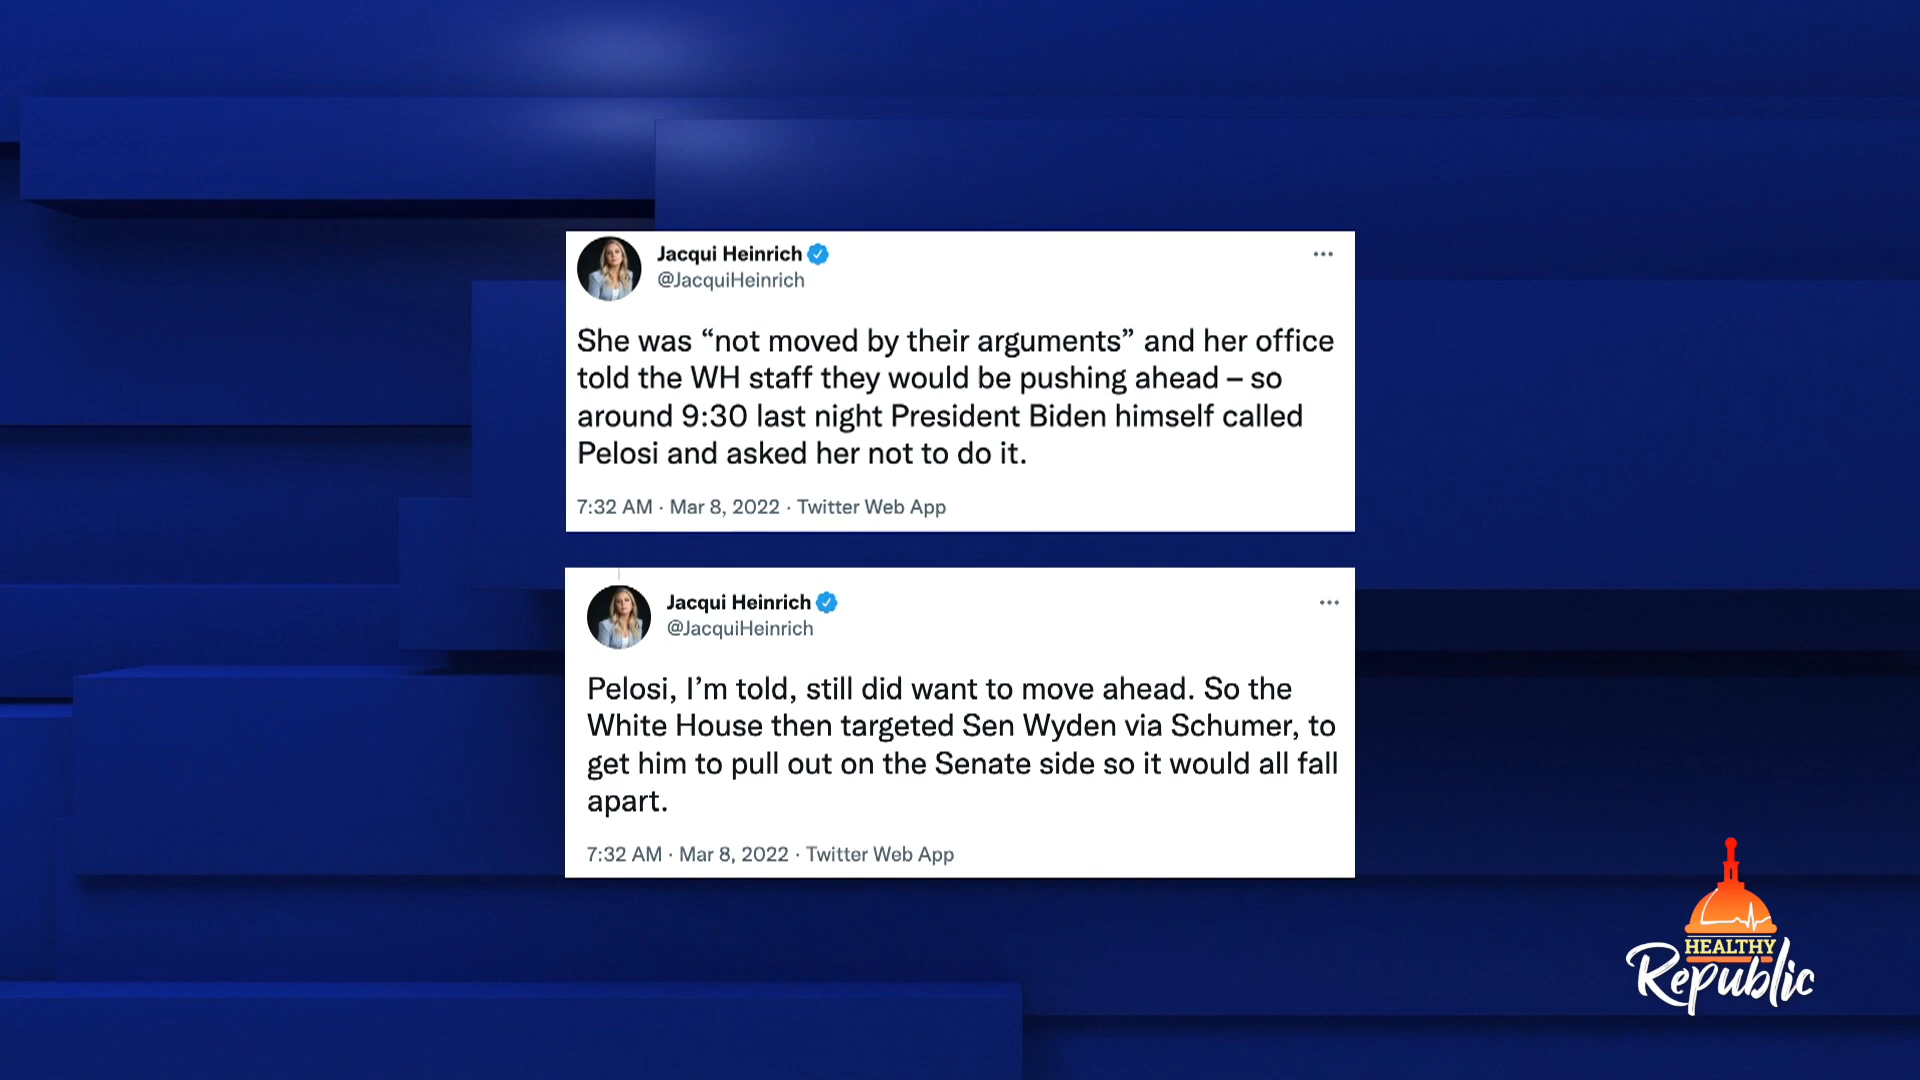 Jacqui Heinrich
@JacquiHeinrich
She was “not moved by their arguments” and her office
told the WH staff they would be pushing ahead – so
around 9:30 last night President Biden himself called
Pelosi and asked her not to do it.
7:32 AM · Mar 8, 2022 · Twitter Web App
Jacqui Heinrich
@JacquiHeinrich
Pelosi, I’m told, still did want to move ahead. So the
White House then targeted Sen Wyden via Schumer, to
get him to pull out on the Senate side so it would all fall
apart.
7:32 AM · Mar 8, 2022 · Twitter Web App
HEALTHY
Republic